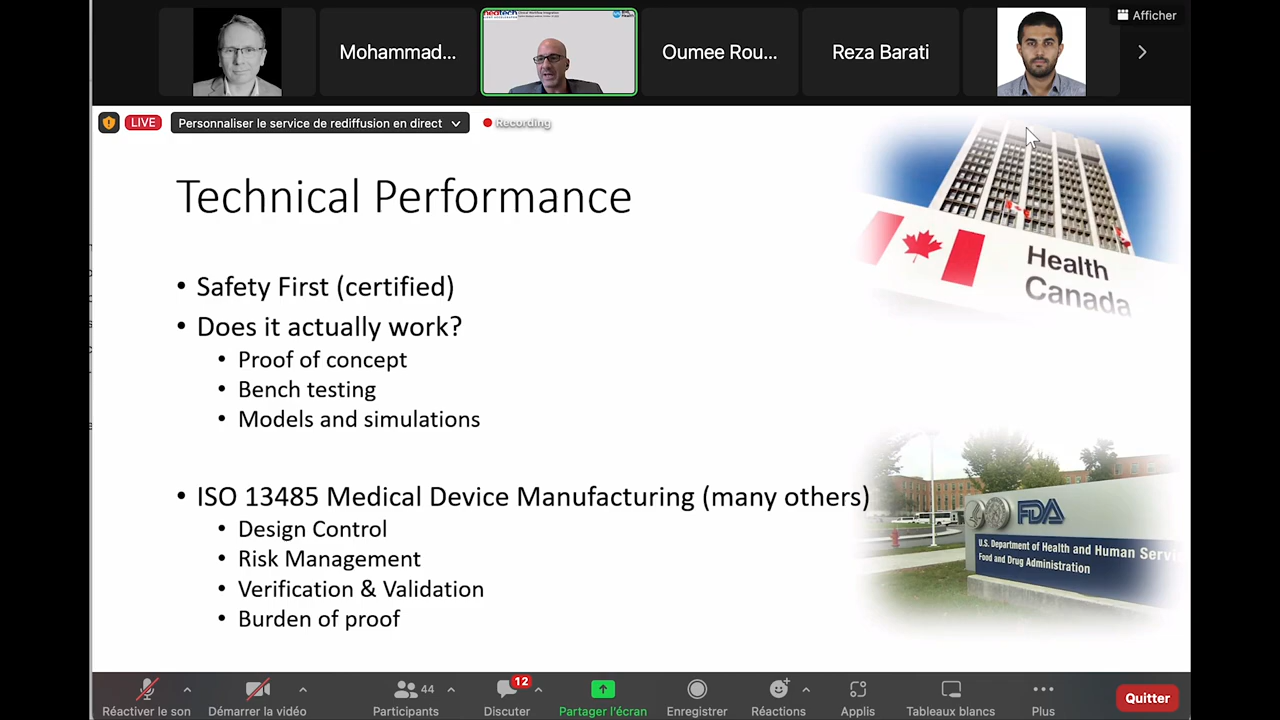 Mohammad...
Oumee Rou...
Reza Barati
Afficher
LIVE
Personnaliser le service de rediffusion en direct
Recording
Technical Performance
• Safety First (certified)
• Does it actually work?
• Proof of concept
• Bench testing
• Models and simulations
• ISO 13485 Medical Device Manufacturing (many others)
• Design Control
• Risk Management
• Verification & Validation
• Burden of proof
Health
Canada
FDA
U.S. Department of Health and Human Servi
Food and Drug Administration
Réactiver le son
Démarrer la vidéo
44
Participants
12
Discuter
Partager l'écran
Enregistrer
Réactions
Applis
Tableaux blancs
Plus
Quitter